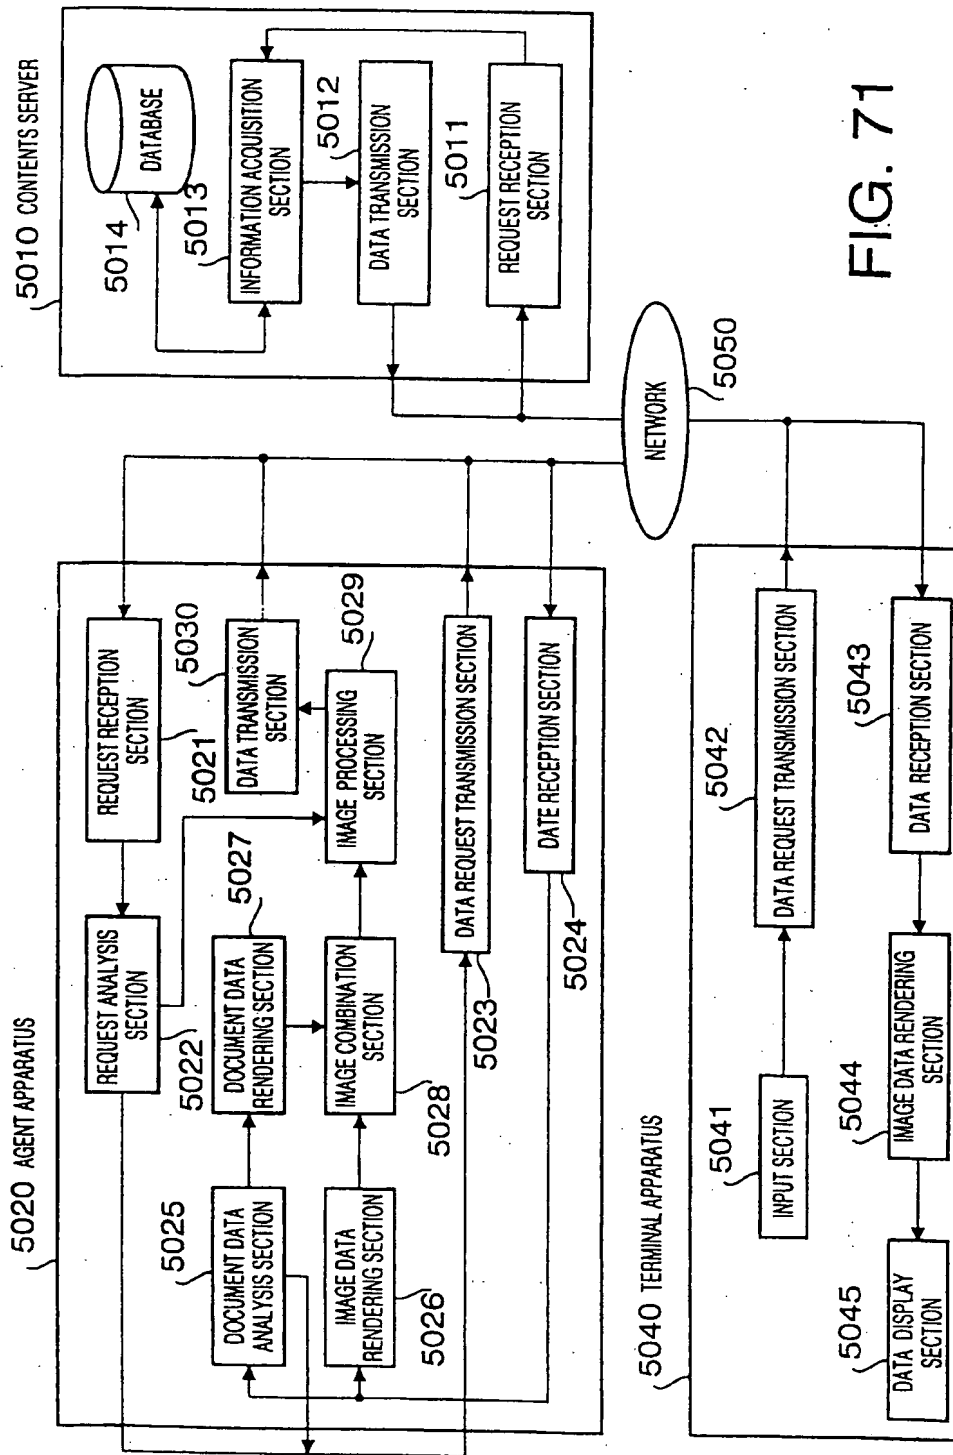 5020 AGENT APPARATUS
REQUEST RECEPTION
SECTION
5021
REQUEST ANALYSIS
SECTION
5022
5030
DATA TRANSMISSION
SECTION
5025
DOCUMENT DATA
ANALYSIS SECTION
5027
DOCUMENT DATA
RENDERING SECTION
5029
IMAGE PROCESSING
SECTION
IMAGE DATA
RENDERING SECTION
5026
IMAGE COMBINATION
SECTION
5028
DATA REQUEST TRANSMISSION SECTION
5023
DATE RECEPTION SECTION
5024
5010 CONTENTS SERVER
DATABASE
5014
5013
INFORMATION ACQUISITION
SECTION
5012
DATA TRANSMISSION
SECTION
5011
REQUEST RECEPTION
SECTION
NETWORK
5050
5040 TERMINAL APPARATUS
5041
INPUT SECTION
5042
DATA REQUEST TRANSMISSION SECTION
5043
DATA RECEPTION SECTION
5044
IMAGE DATA RENDERING
SECTION
5045
DATA DISPLAY
SECTION
FIG. 71